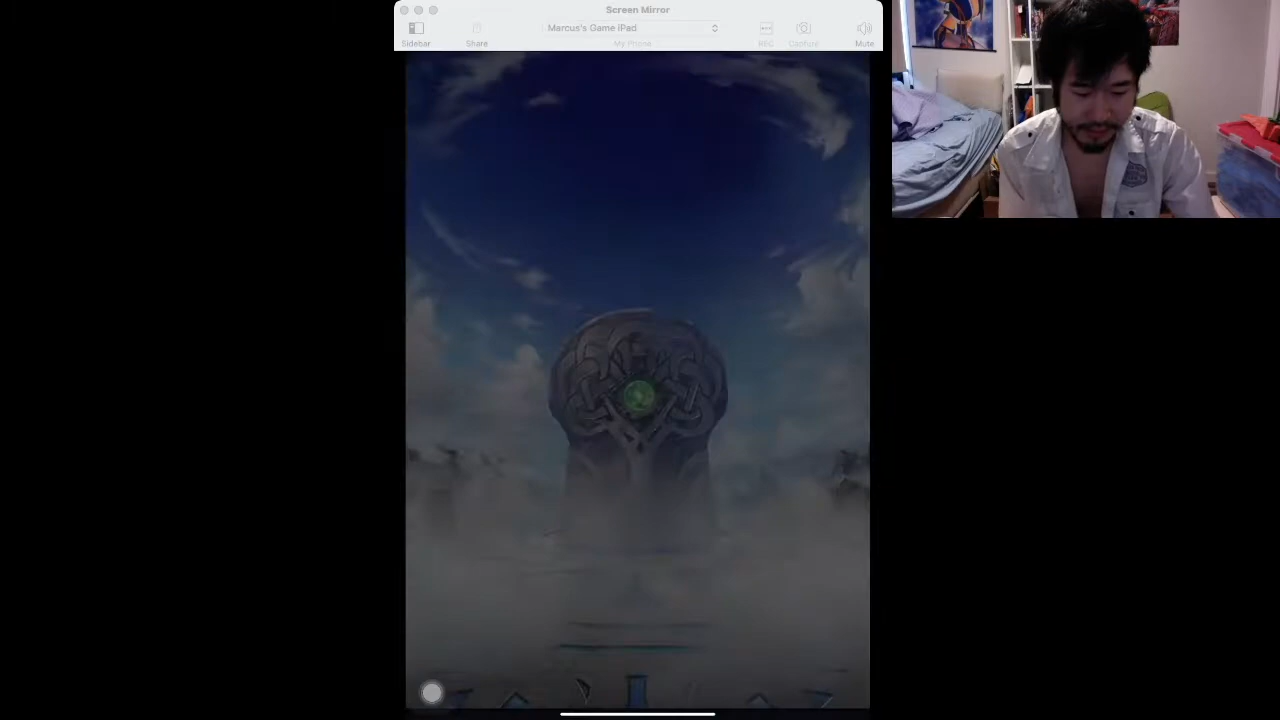 Screen Mirror
Marcus's Game iPad
Sidebar
Share
My Phone
REC
Capture
Mute